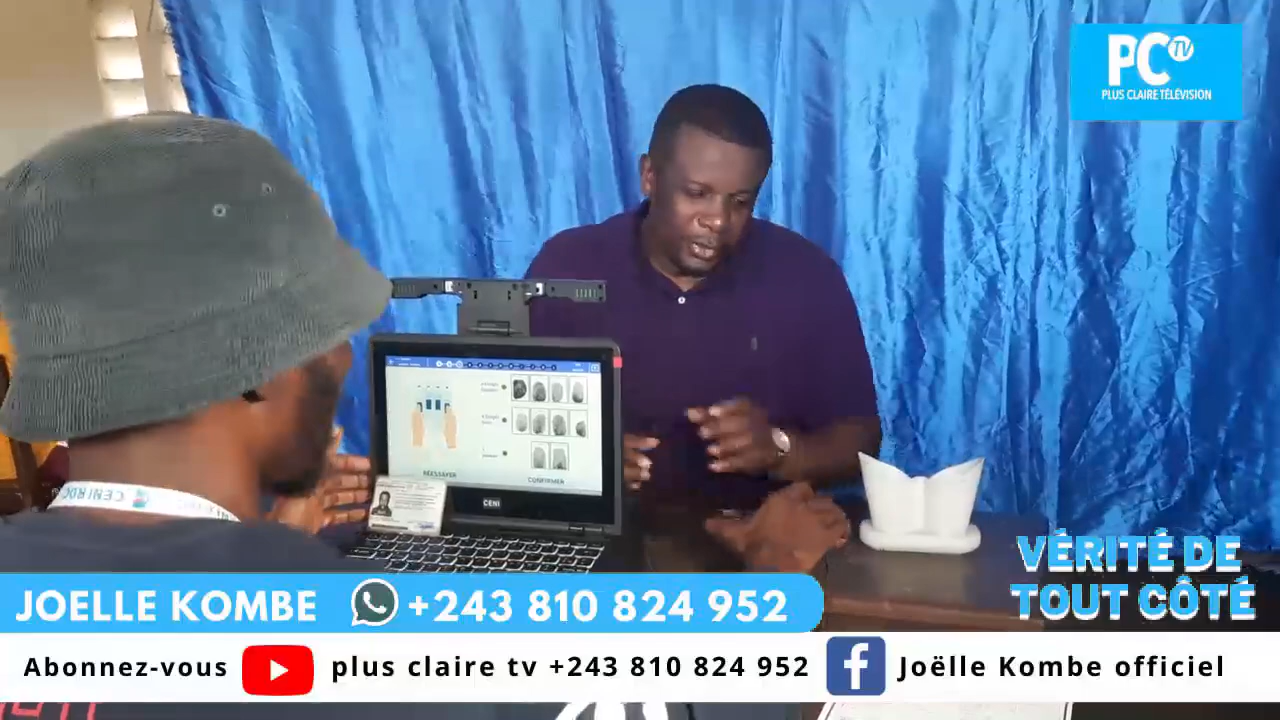 PC TV
PLUS CLAIRE TÉLÉVISION
RÉESSAYER
CONFIRMER
CENI
VÉRITÉ DE
TOUT CÔTÉ
JOELLE KOMBE +243 810 824 952
Abonnez-vous plus claire tv +243 810 824 952 Joëlle Kombe officiel